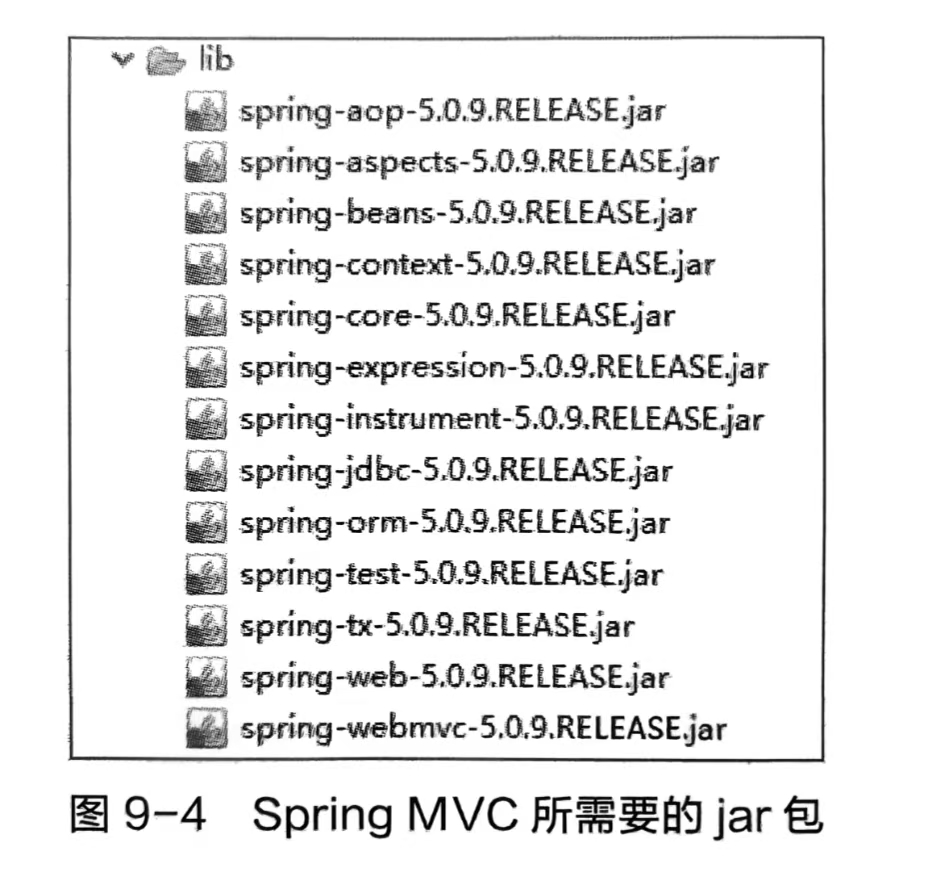 lib
spring-aop-5.0.9.RELEASE.jar
spring-aspects-5.0.9.RELEASE.jar
spring-beans-5.0.9.RELEASE.jar
spring-context-5.0.9.RELEASE.jar
spring-core-5.0.9.RELEASE.jar
spring-expression-5.0.9.RELEASE.jar
spring-instrument-5.0.9.RELEASE.jar
spring-jdbc-5.0.9.RELEASE.jar
spring-orm-5.0.9.RELEASE.jar
spring-test-5.0.9.RELEASE.jar
spring-tx-5.0.9.RELEASE.jar
spring-web-5.0.9.RELEASE.jar
spring-webmvc-5.0.9.RELEASE.jar
图 9-4 Spring MVC 所需要的 jar 包